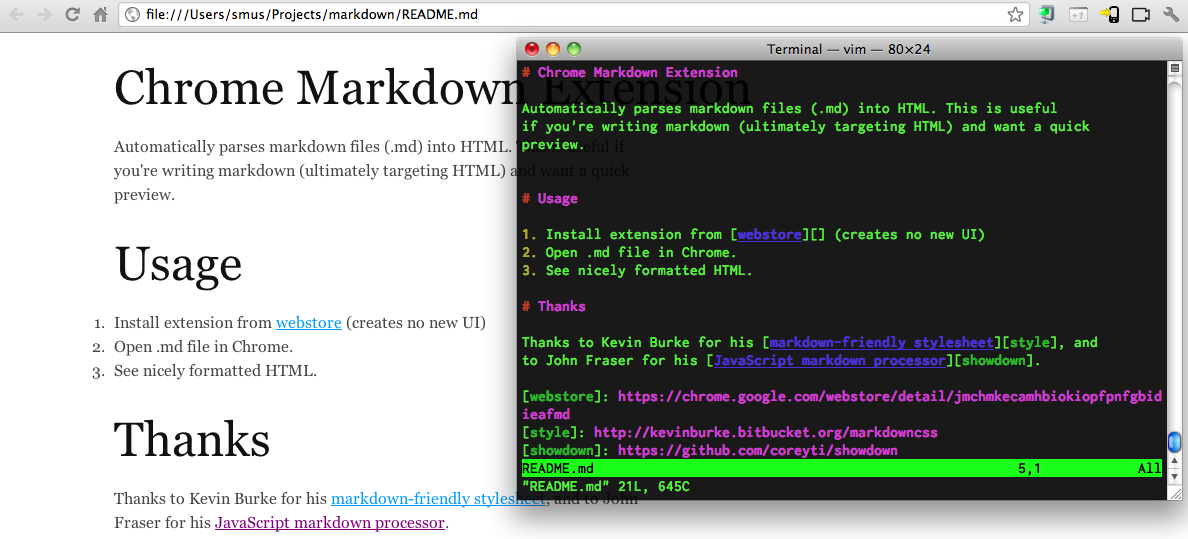 file:///Users/smus/Projects/markdown/README.md
+1
Chrome Markdown Extension
Automatically parses markdown files (.md) into HTML. This is useful if
you're writing markdown (ultimately targeting HTML) and want a quick
preview.
Usage
1. Install extension from webstore (creates no new UI)
2. Open .md file in Chrome.
3. See nicely formatted HTML.
Thanks
Thanks to Kevin Burke for his markdown-friendly stylesheet, and to John
Fraser for his JavaScript markdown processor.
Terminal — vim — 80×24
# Chrome Markdown Extension
Automatically parses markdown files (.md) into HTML. This is useful
if you're writing markdown (ultimately targeting HTML) and want a quick
preview.
# Usage
1. Install extension from [webstore][] (creates no new UI)
2. Open .md file in Chrome.
3. See nicely formatted HTML.
# Thanks
Thanks to Kevin Burke for his [markdown-friendly stylesheet][style], and
to John Fraser for his [JavaScript markdown processor][showdown].
[webstore]: https://chrome.google.com/webstore/detail/jmchmkecamhbiokiopfpnfgbid
ieafmd
[style]: http://kevinburke.bitbucket.org/markdowncss
[showdown]: https://github.com/coreyti/showdown
README.md 5,1 All
"README.md" 21L, 645C